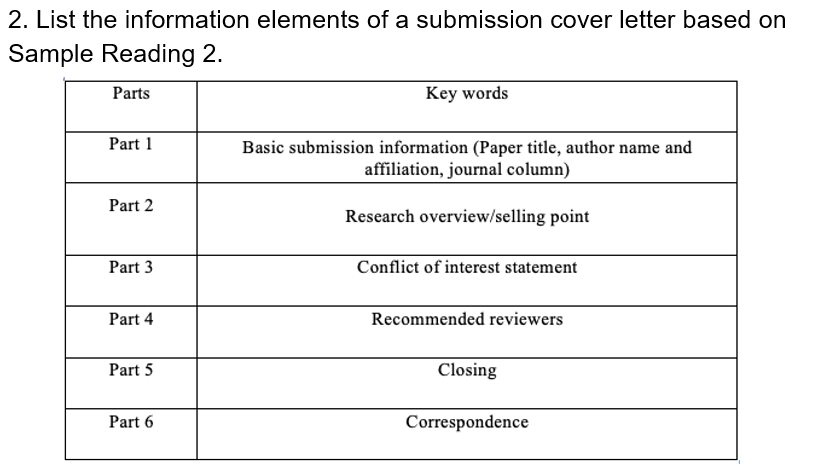 2. List the information elements of a submission cover letter based on
Sample Reading 2.
Parts Key words
Part 1 Basic submission information (Paper title, author name and
affiliation, journal column)
Part 2 Research overview/selling point
Part 3 Conflict of interest statement
Part 4 Recommended reviewers
Part 5 Closing
Part 6 Correspondence